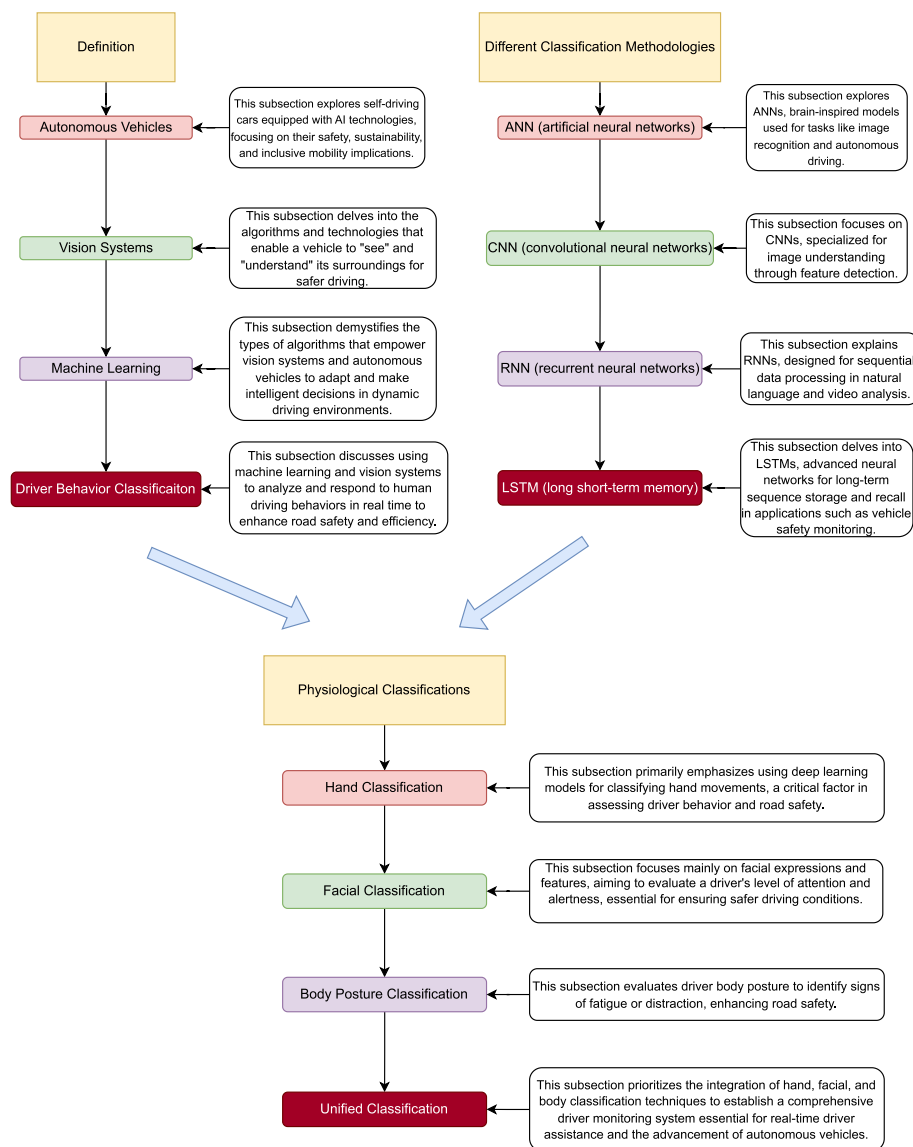 Definition
Autonomous Vehicles
This subsection explores self-driving
cars equipped with AI technologies,
focusing on their safety, sustainability,
and inclusive mobility implications.
Vision Systems
This subsection delves into the
algorithms and technologies that
enable a vehicle to "see" and
"understand" its surroundings for
safer driving.
Machine Learning
This subsection demystifies the
types of algorithms that empower
vision systems and autonomous
vehicles to adapt and make
intelligent decisions in dynamic
driving environments.
Driver Behavior Classificaiton
This subsection discusses using
machine learning and vision systems
to analyze and respond to human
driving behaviors in real time to
enhance road safety and efficiency.
Different Classification Methodologies
ANN (artificial neural networks)
This subsection explores
ANNs, brain-inspired models
used for tasks like image
recognition and autonomous
driving.
CNN (convolutional neural networks)
This subsection focuses on
CNNs, specialized for
image understanding
through feature detection.
RNN (recurrent neural networks)
This subsection explains
RNNs, designed for sequential
data processing in natural
language and video analysis.
LSTM (long short-term memory)
This subsection delves into
LSTMs, advanced neural
networks for long-term
sequence storage and recall
in applications such as vehicle
safety monitoring.
Physiological Classifications
Hand Classification
This subsection primarily emphasizes using deep learning
models for classifying hand movements, a critical factor in
assessing driver behavior and road safety.
Facial Classification
This subsection focuses mainly on facial expressions and
features, aiming to evaluate a driver's level of attention and
alertness, essential for ensuring safer driving conditions.
Body Posture Classification
This subsection evaluates driver body posture to identify signs
of fatigue or distraction, enhancing road safety.
Unified Classification
This subsection prioritizes the integration of hand, facial, and
body classification techniques to establish a comprehensive
driver monitoring system essential for real-time driver
assistance and the advancement of autonomous vehicles.